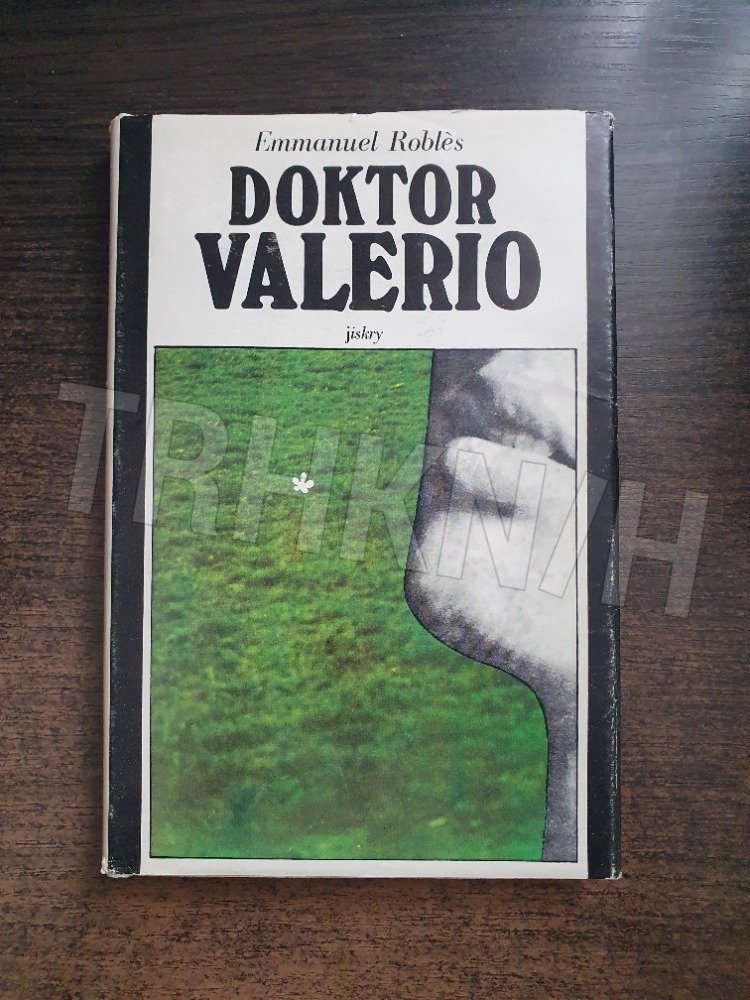 Emmanuel Roblès
DOKTOR
VALERIO
jiskry
TRHKNIH